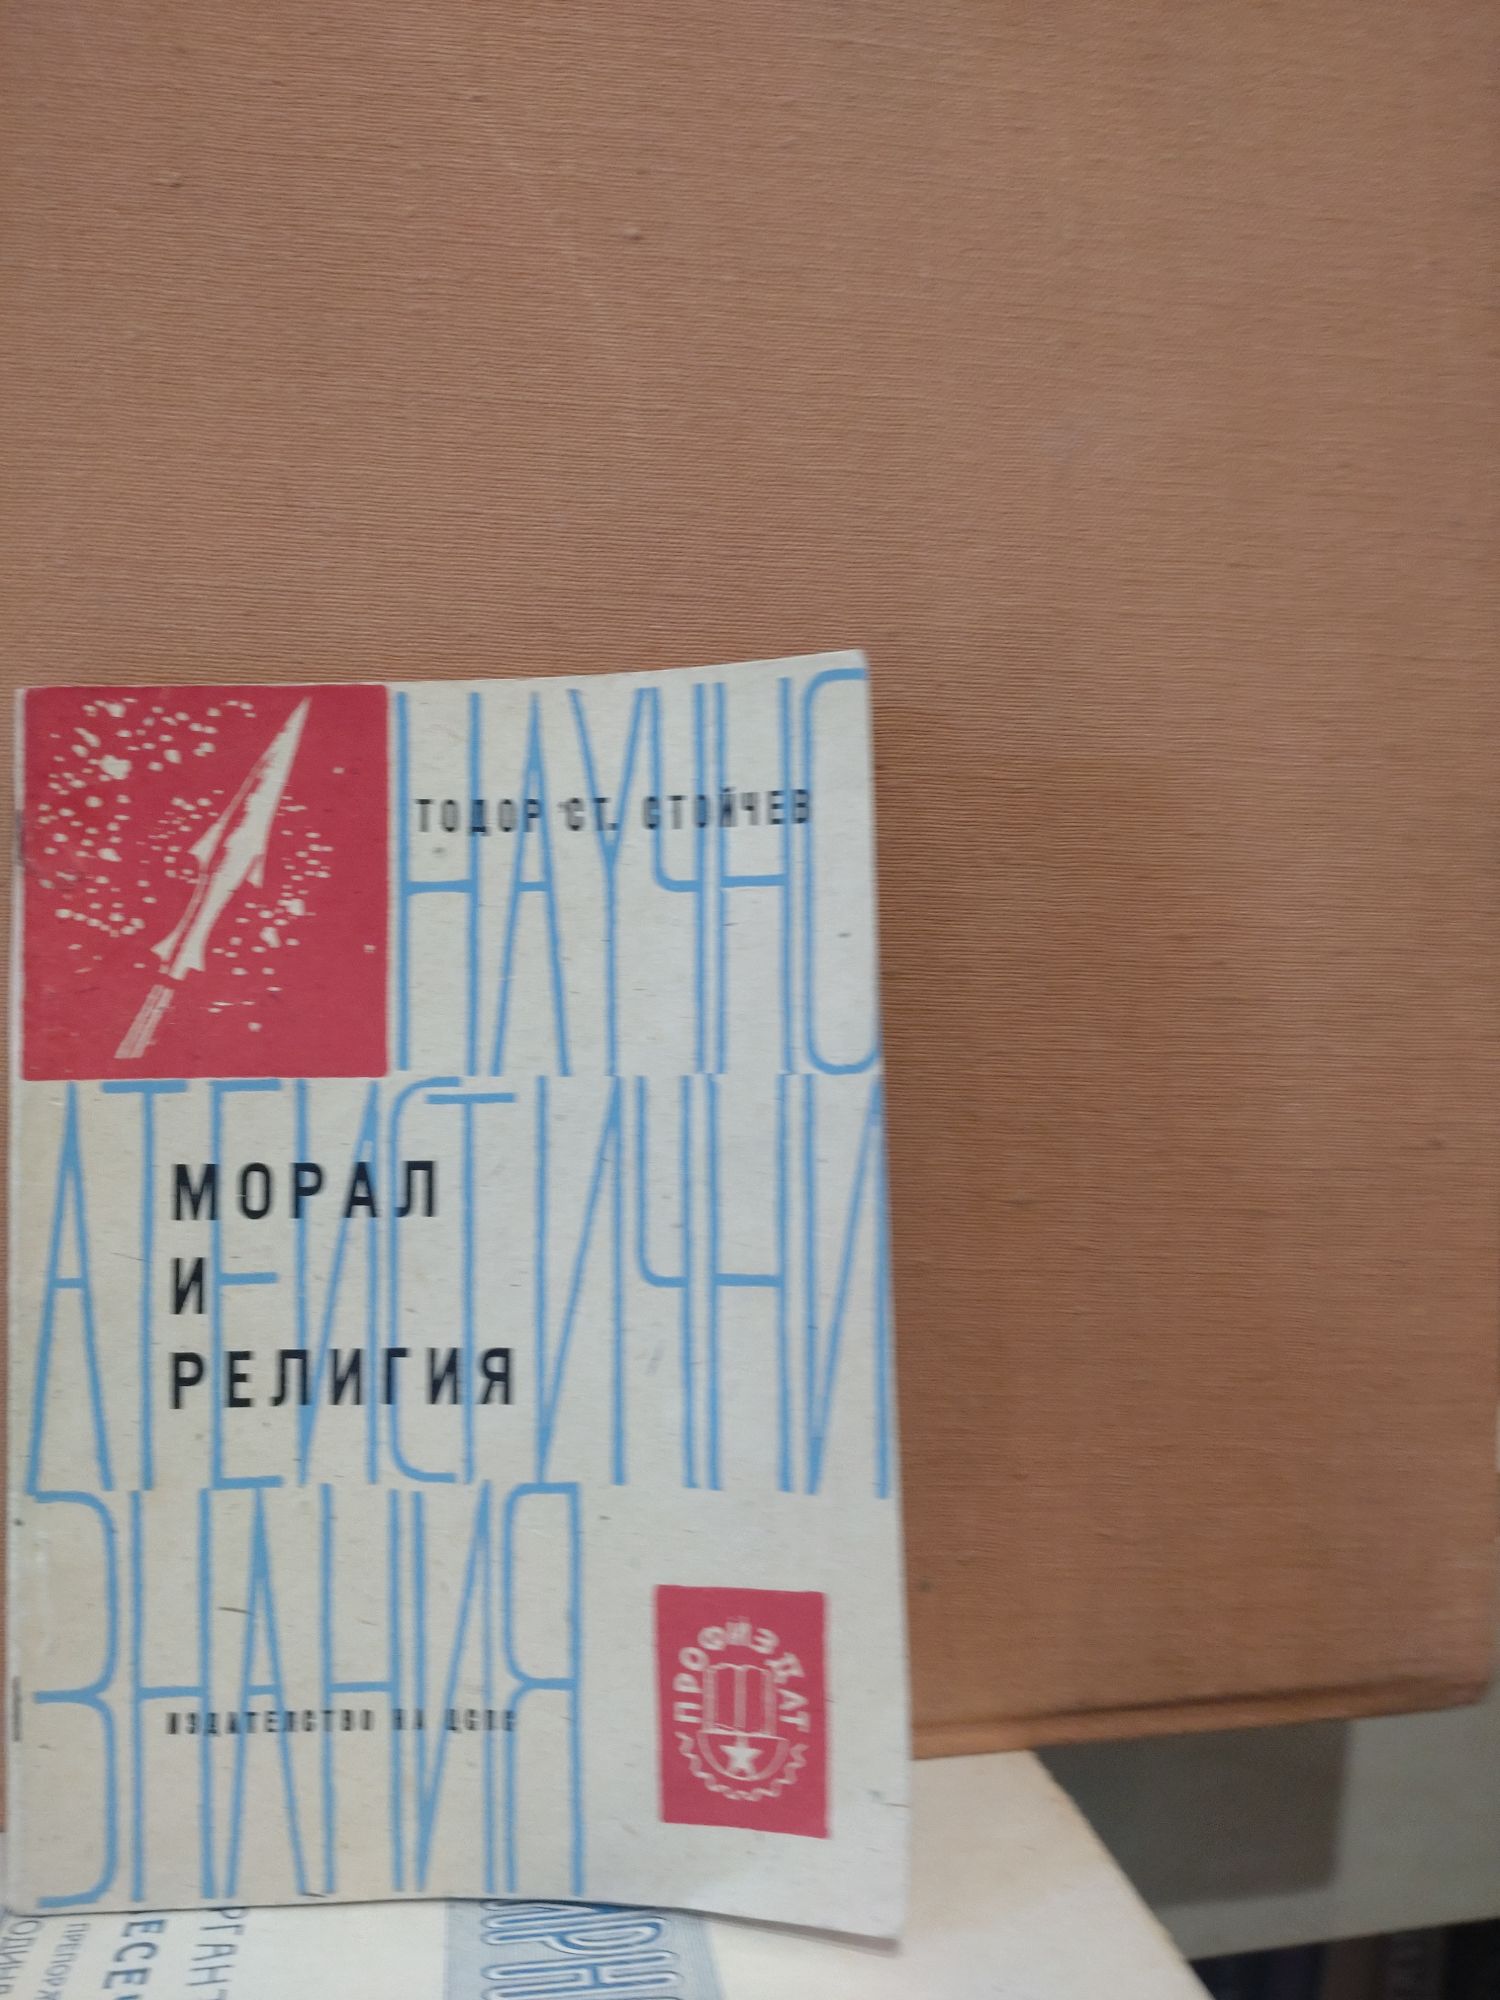 НАУЧНО
ТОДОР СТ. СТОЙЧЕВ
АТЕИСТИЧНИ
МОРАЛ
И
РЕЛИГИЯ
ЗНАНИЯ
ИЗДАТЕЛСТВО НА ЦСПС
ПРОФИЗДАТ